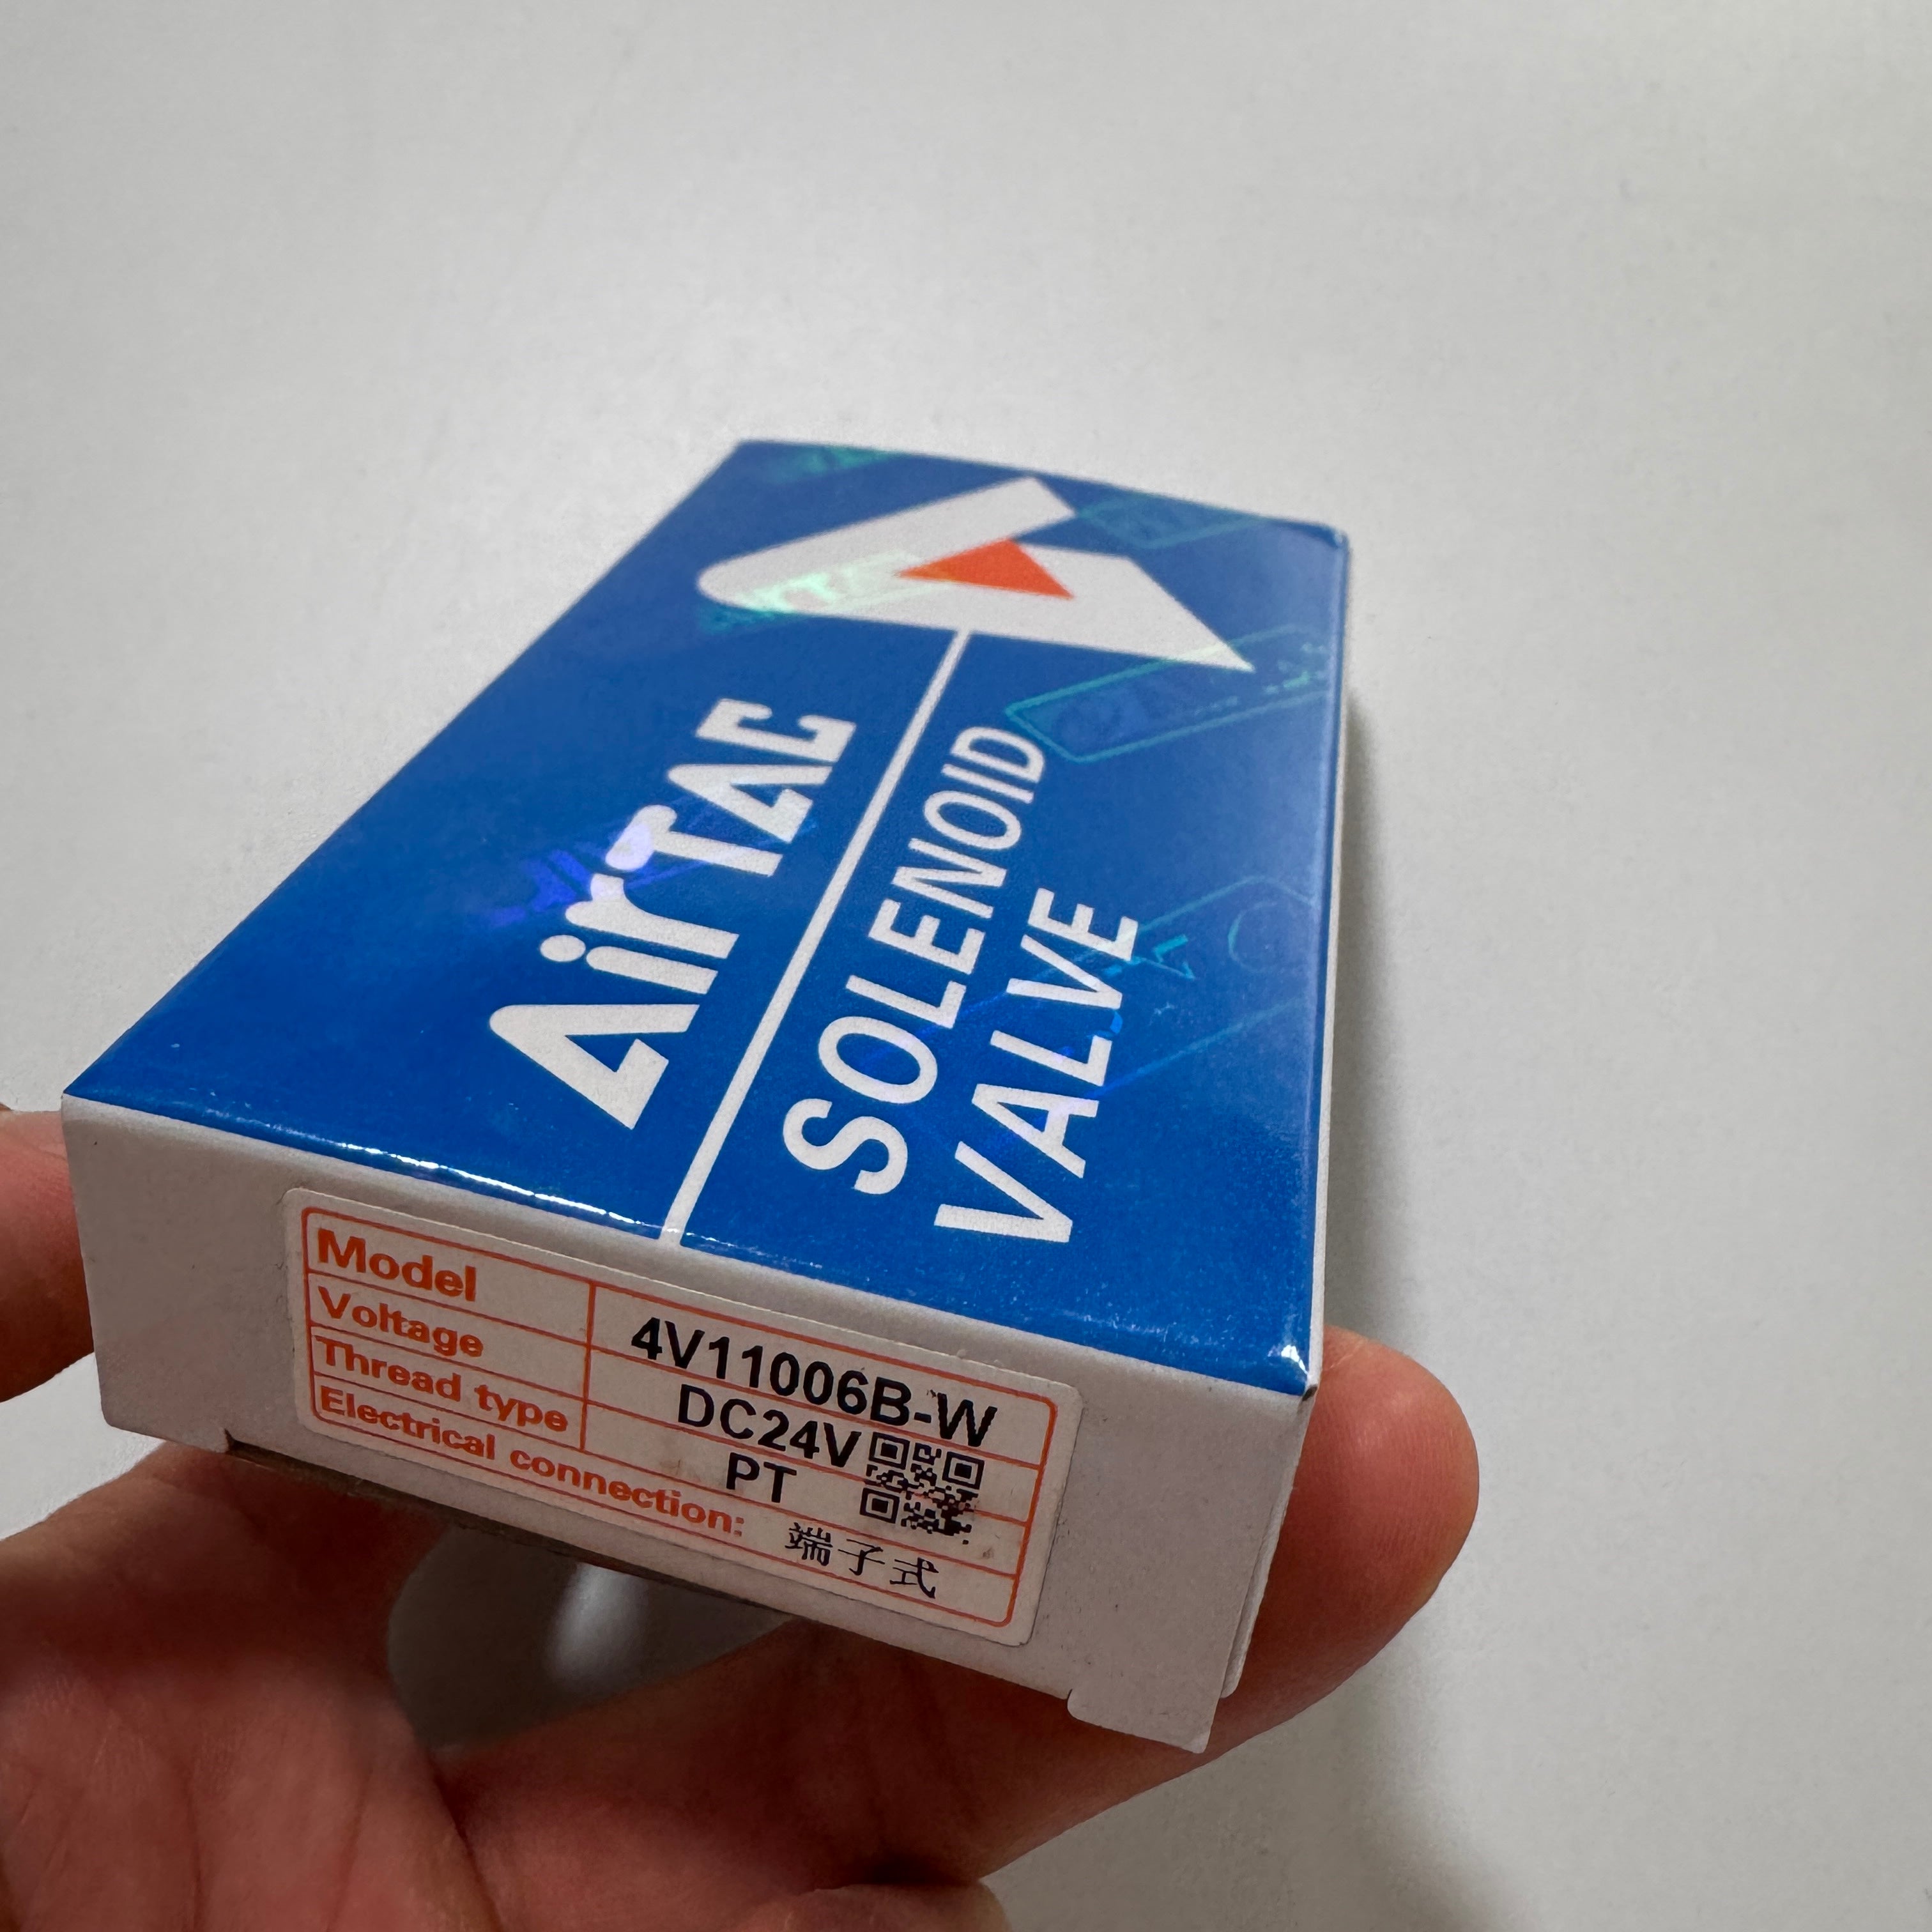 AirTAC
SOLENOID
VALVE
Model 4V11006B-W
Voltage DC24V
Thread type PT
Electrical connection: 端子式